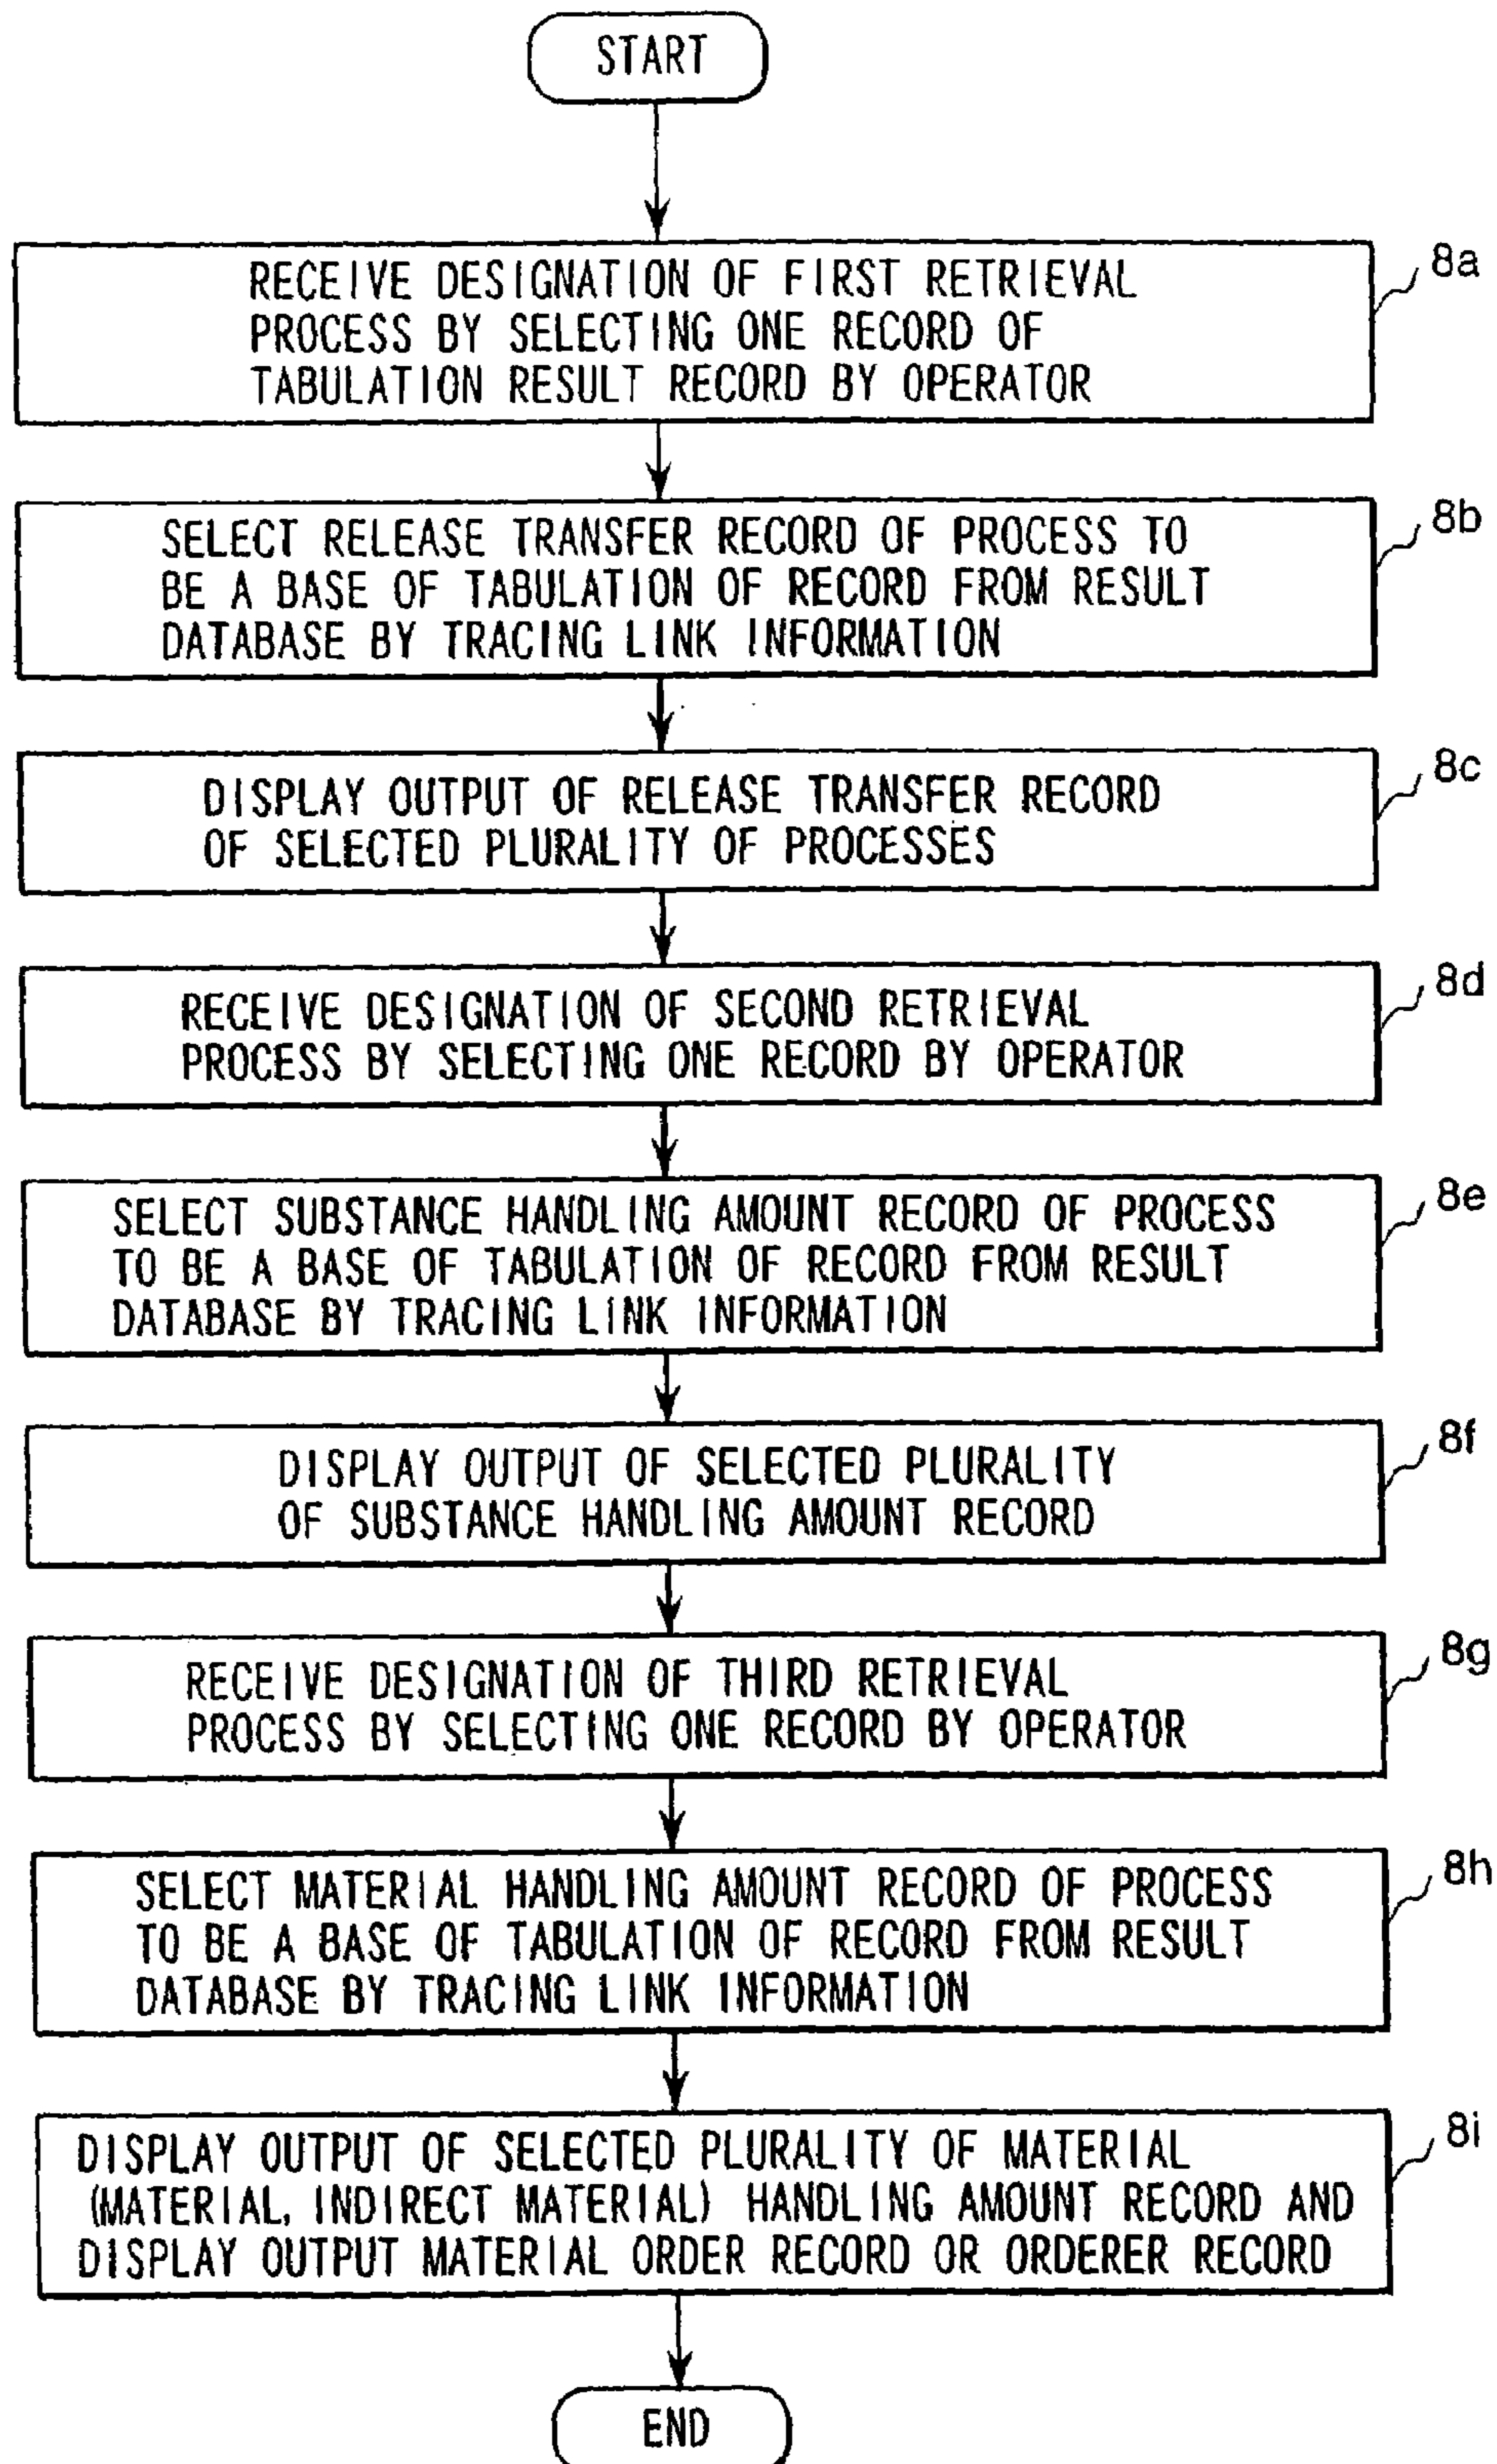 START
RECEIVE DESIGNATION OF FIRST RETRIEVAL
PROCESS BY SELECTING ONE RECORD OF
TABULATION RESULT RECORD BY OPERATOR
8a
SELECT RELEASE TRANSFER RECORD OF PROCESS TO
BE A BASE OF TABULATION OF RECORD FROM RESULT
DATABASE BY TRACING LINK INFORMATION
8b
DISPLAY OUTPUT OF RELEASE TRANSFER RECORD
OF SELECTED PLURALITY OF PROCESSES
8c
RECEIVE DESIGNATION OF SECOND RETRIEVAL
PROCESS BY SELECTING ONE RECORD BY OPERATOR
8d
SELECT SUBSTANCE HANDLING AMOUNT RECORD OF PROCESS
TO BE A BASE OF TABULATION OF RECORD FROM RESULT
DATABASE BY TRACING LINK INFORMATION
8e
DISPLAY OUTPUT OF SELECTED PLURALITY
OF SUBSTANCE HANDLING AMOUNT RECORD
8f
RECEIVE DESIGNATION OF THIRD RETRIEVAL
PROCESS BY SELECTING ONE RECORD BY OPERATOR
8g
SELECT MATERIAL HANDLING AMOUNT RECORD OF PROCESS
TO BE A BASE OF TABULATION OF RECORD FROM RESULT
DATABASE BY TRACING LINK INFORMATION
8h
DISPLAY OUTPUT OF SELECTED PLURALITY OF MATERIAL
(MATERIAL, INDIRECT MATERIAL) HANDLING AMOUNT RECORD AND
DISPLAY OUTPUT MATERIAL ORDER RECORD OR ORDERER RECORD
8i
END